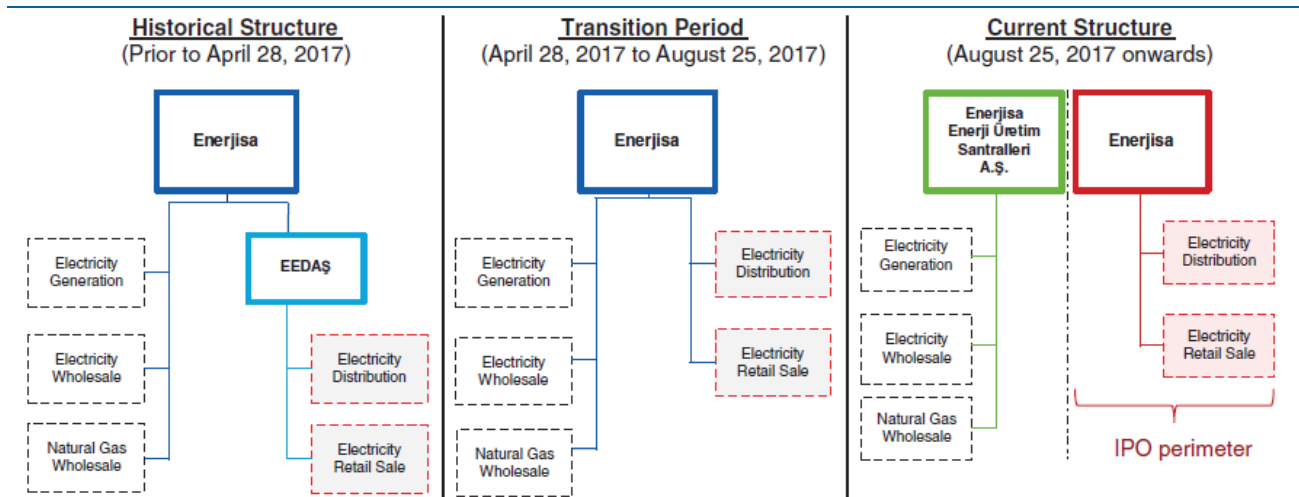 Historical Structure
(Prior to April 28, 2017)
Enerjisa
Electricity
Generation
EEDAŞ
Electricity
Wholesale
Electricity
Distribution
Natural Gas
Wholesale
Electricity
Retail Sale
Transition Period
(April 28, 2017 to August 25, 2017)
Enerjisa
Electricity
Generation
Electricity
Distribution
Electricity
Wholesale
Electricity
Retail Sale
Natural Gas
Wholesale
Current Structure
(August 25, 2017 onwards)
Enerjisa
Enerji Üretim
Santralleri
A.Ş.
Enerjisa
Electricity
Generation
Electricity
Distribution
Electricity
Wholesale
Electricity
Retail Sale
Natural Gas
Wholesale
IPO perimeter